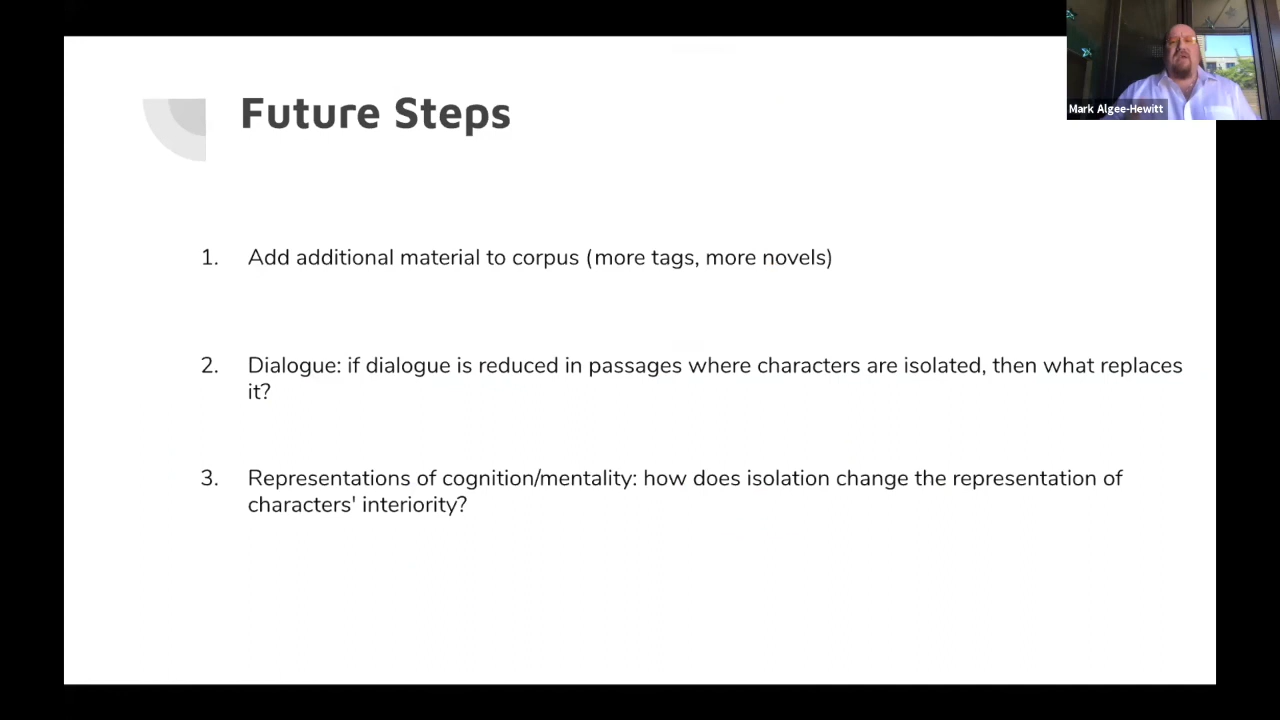 Mark Algee-Hewitt
Future Steps
1. Add additional material to corpus (more tags, more novels)
2. Dialogue: if dialogue is reduced in passages where characters are isolated, then what replaces
it?
3. Representations of cognition/mentality: how does isolation change the representation of
characters' interiority?